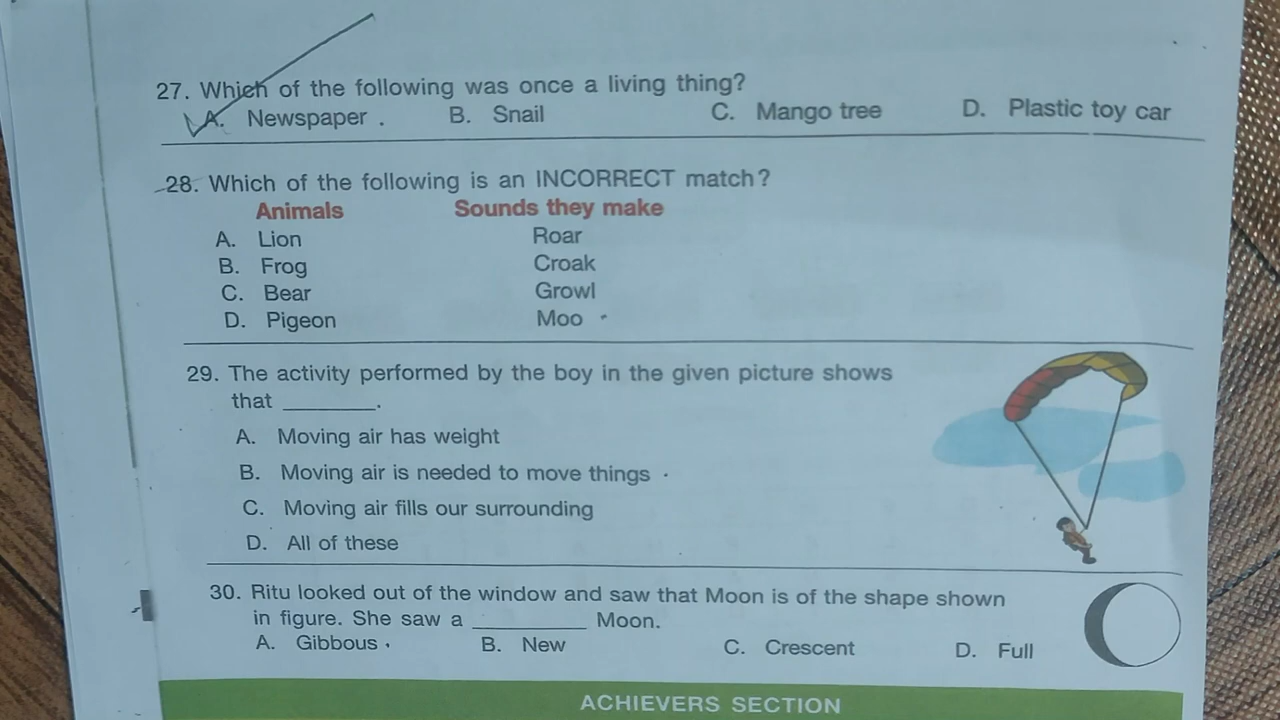 27. Which of the following was once a living thing?
A. Newspaper . B. Snail C. Mango tree D. Plastic toy car
28. Which of the following is an INCORRECT match?
Animals Sounds they make
A. Lion Roar
B. Frog Croak
C. Bear Growl
D. Pigeon Moo
29. The activity performed by the boy in the given picture shows
that ________.
A. Moving air has weight
B. Moving air is needed to move things
C. Moving air fills our surrounding
D. All of these
30. Ritu looked out of the window and saw that Moon is of the shape shown
in figure. She saw a __________ Moon.
A. Gibbous B. New C. Crescent D. Full
ACHIEVERS SECTION